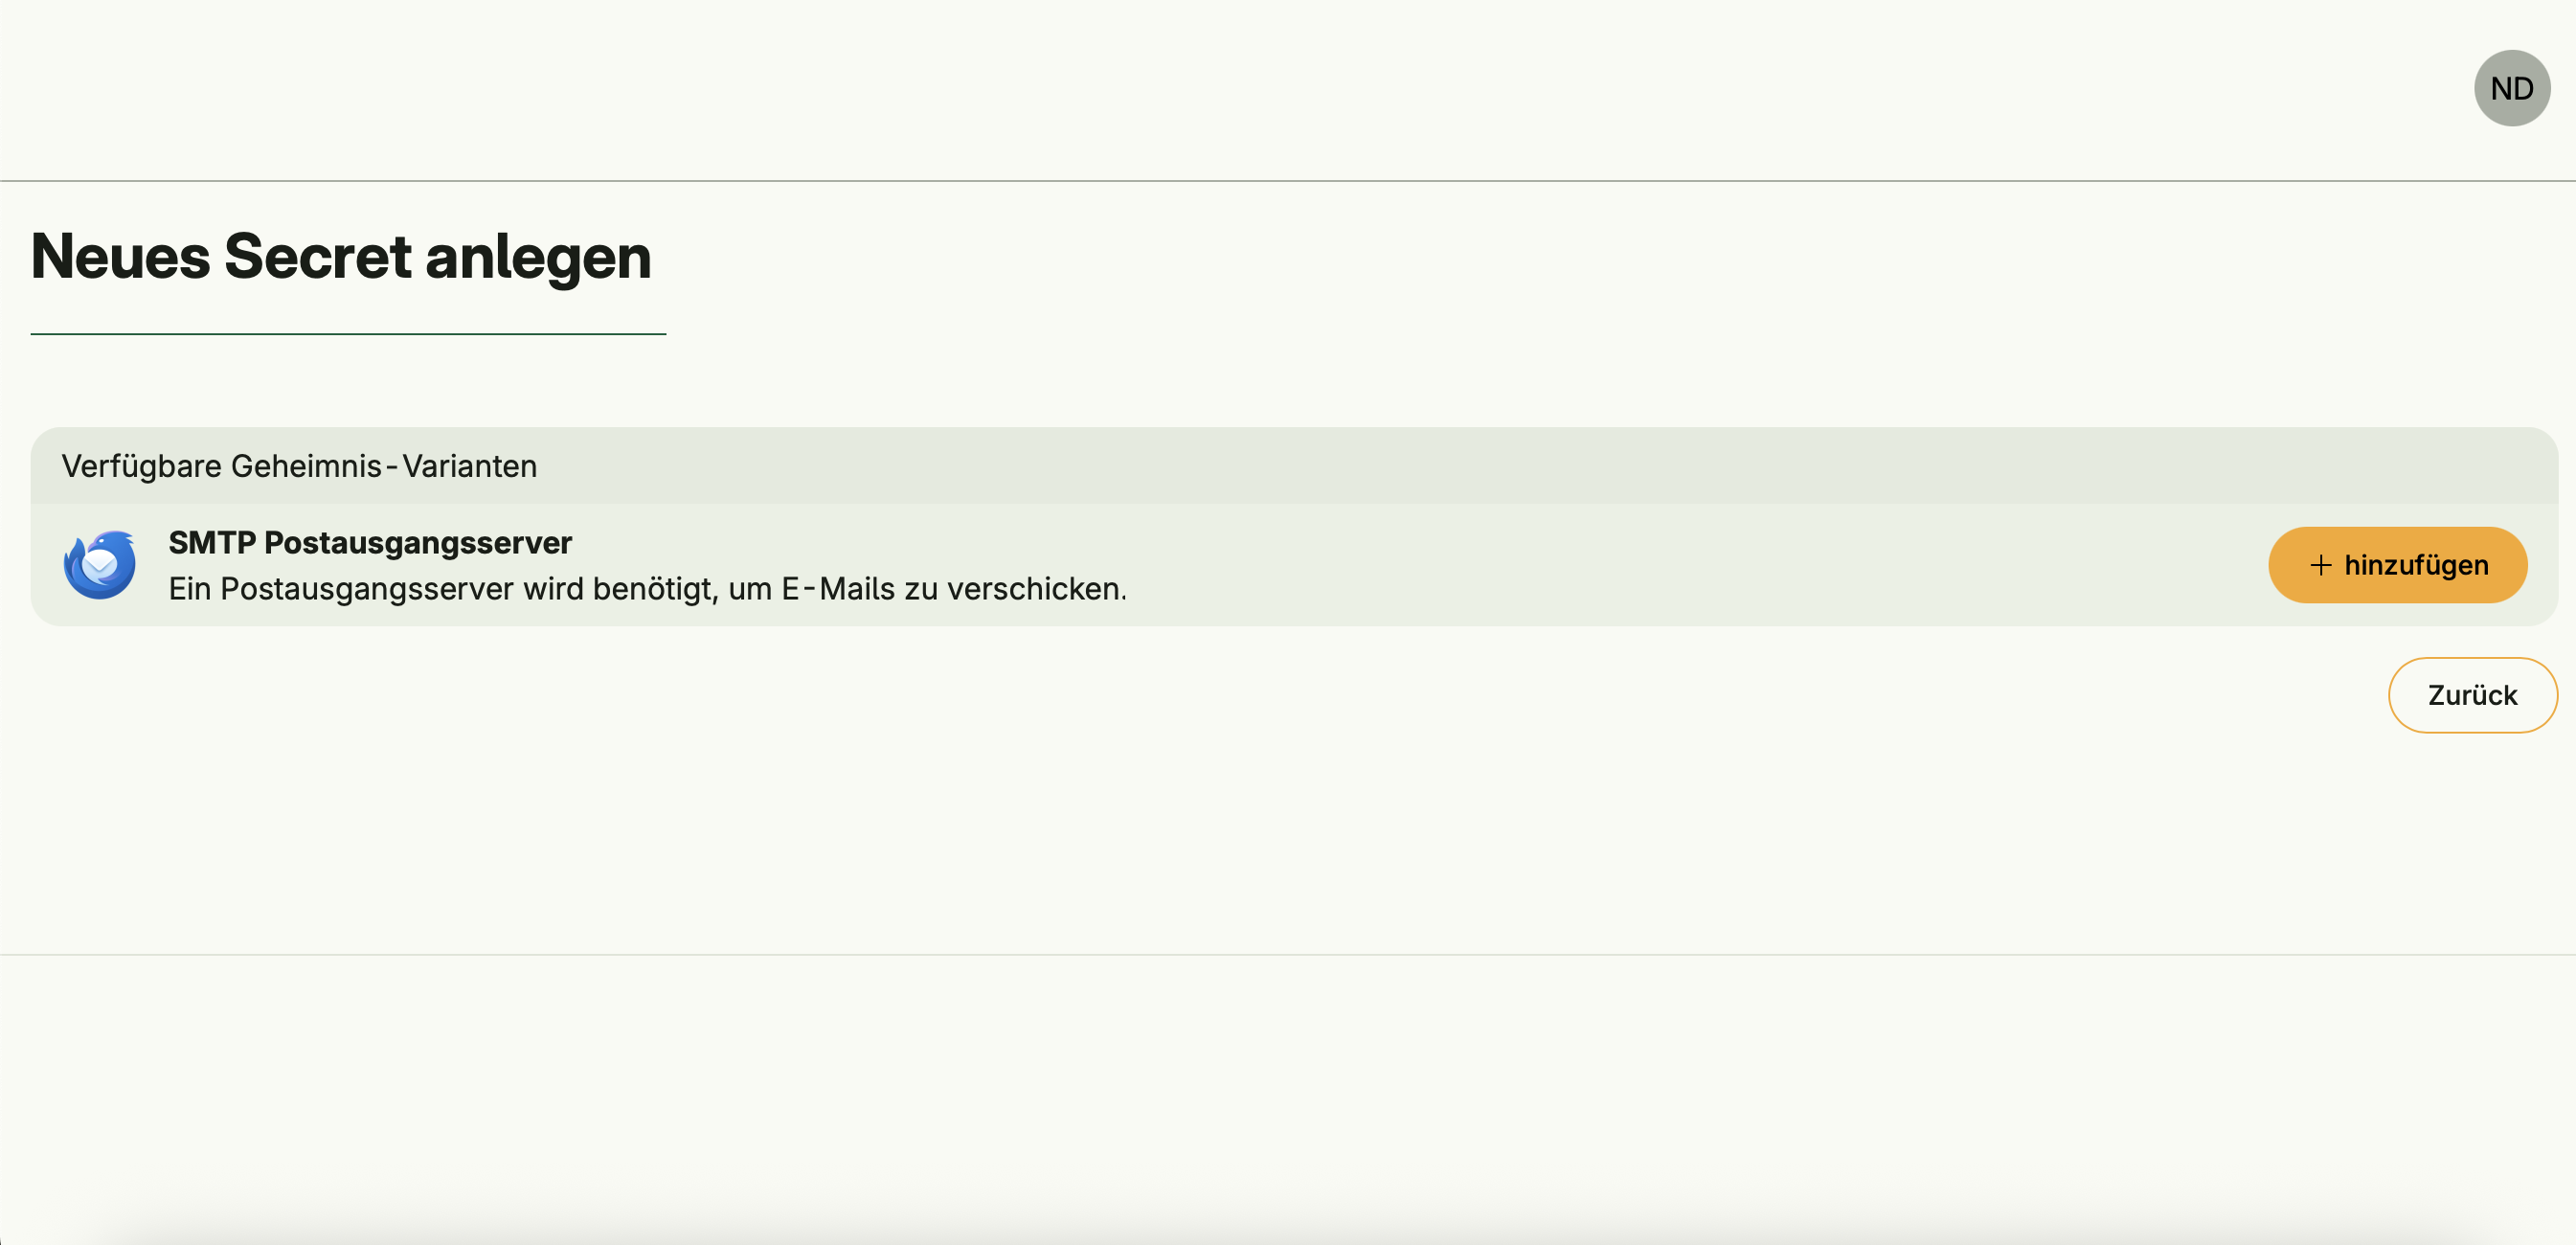 ND
Neues Secret anlegen
Verfügbare Geheimnis-Varianten
SMTP Postausgangsserver
Ein Postausgangsserver wird benötigt, um E-Mails zu verschicken.
+ hinzufügen
Zurück